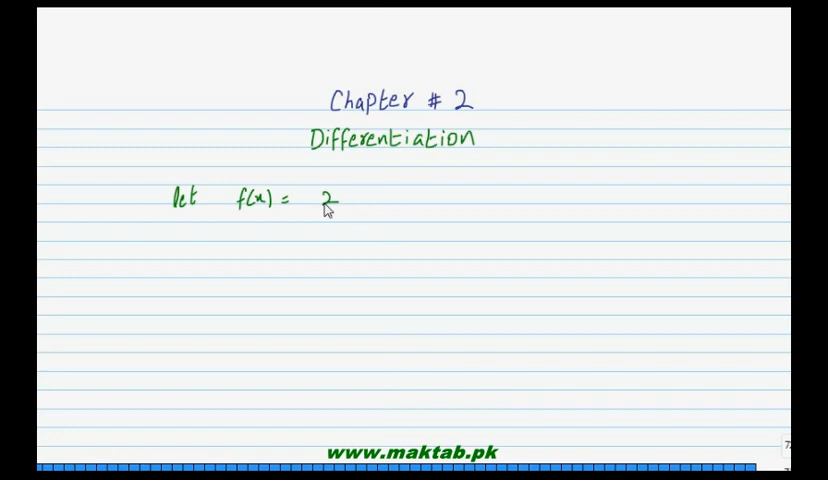 Chapter # 2
Differentiation
let f(x) = 2
www.maktab.pk